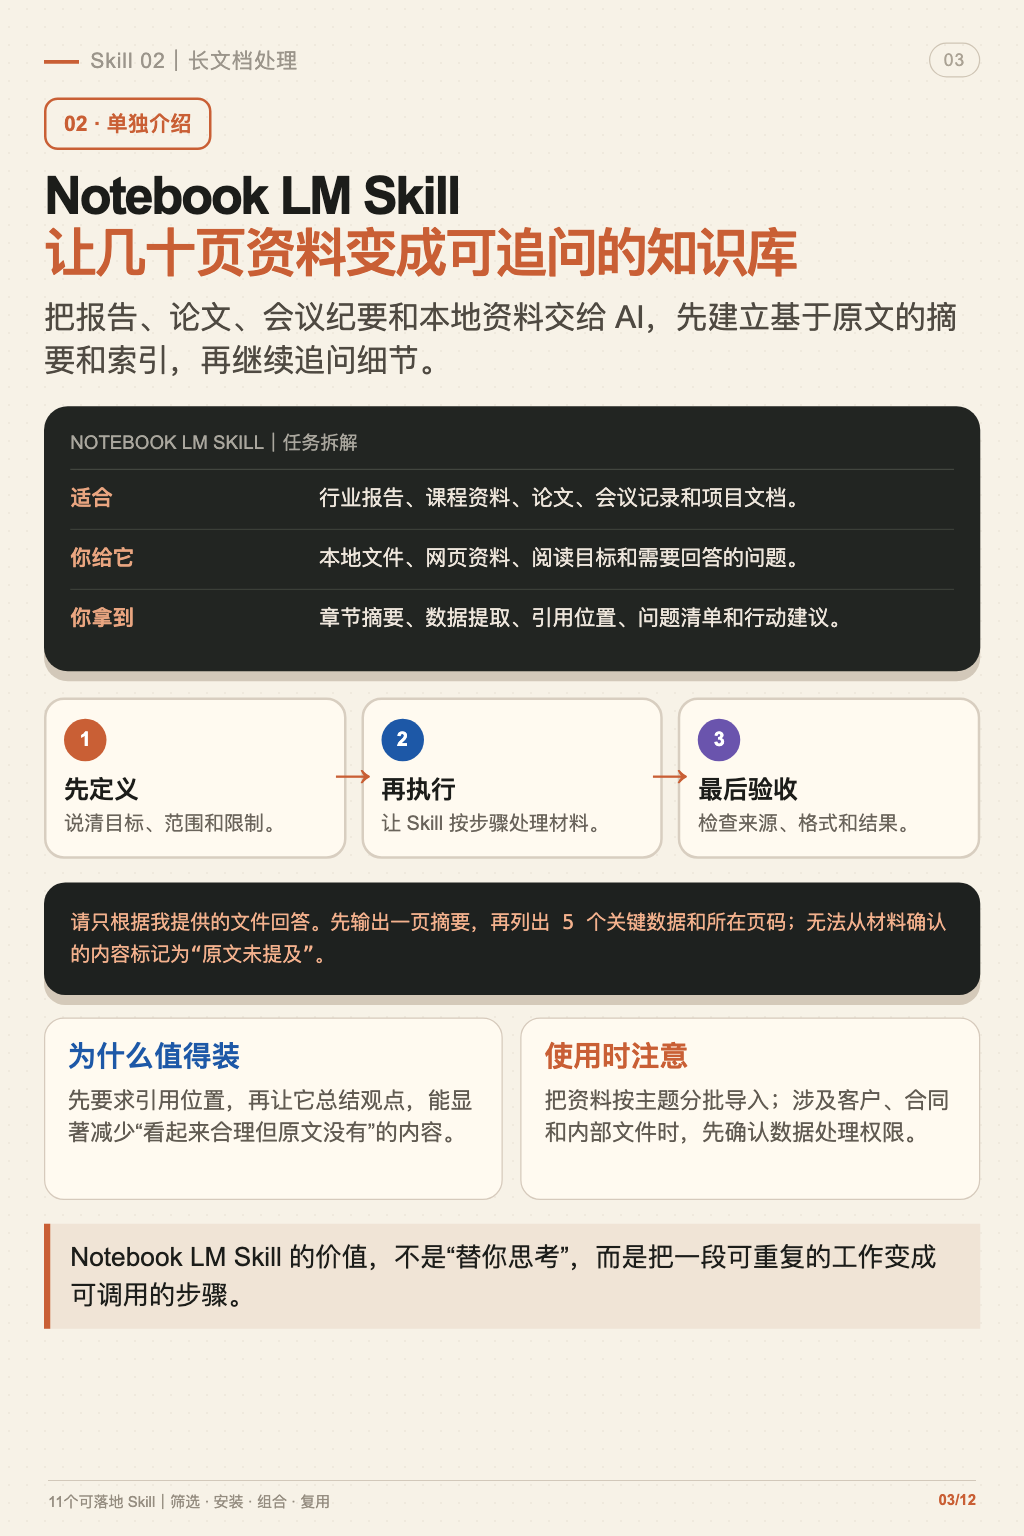 Skill 02｜长文档处理
03
02 · 单独介绍
Notebook LM Skill
让几十页资料变成可追问的知识库
把报告、论文、会议纪要和本地资料交给 AI，先建立基于原文的摘
要和索引，再继续追问细节。
NOTEBOOK LM SKILL｜任务拆解
适合 行业报告、课程资料、论文、会议记录和项目文档。
你给它 本地文件、网页资料、阅读目标和需要回答的问题。
你拿到 章节摘要、数据提取、引用位置、问题清单和行动建议。
1
先定义
说清目标、范围和限制。
→
2
再执行
让 Skill 按步骤处理材料。
→
3
最后验收
检查来源、格式和结果。
请只根据我提供的文件回答。先输出一页摘要，再列出 5 个关键数据和所在页码；无法从材料确认
的内容标记为“原文未提及”。
为什么值得装
先要求引用位置，再让它总结观点，能显
著减少“看起来合理但原文没有”的内容。
使用时注意
把资料按主题分批导入；涉及客户、合同
和内部文件时，先确认数据处理权限。
Notebook LM Skill 的价值，不是“替你思考”，而是把一段可重复的工作变成
可调用的步骤。
11个可落地 Skill｜筛选 · 安装 · 组合 · 复用
03/12